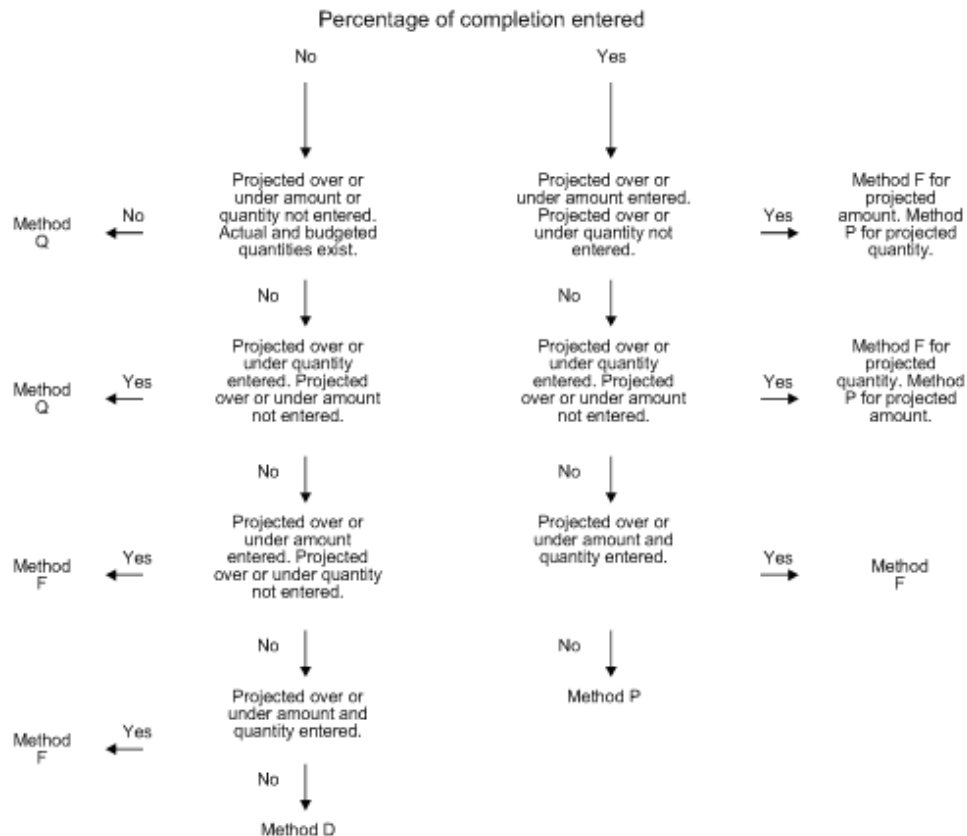 Percentage of completion entered
No
Yes
Projected over or
under amount or
quantity not entered.
Actual and budgeted
quantities exist.
No
Method
Q
Projected over or
under amount entered.
Projected over or
under quantity not
entered.
Yes
Method F for
projected
amount. Method
P for projected
quantity.
No
No
Projected over or
under quantity
entered. Projected
over or under amount
not entered.
Yes
Method
Q
Projected over or
under quantity
entered. Projected
over or under amount
not entered.
Yes
Method F for
projected
quantity. Method
P for projected
amount.
No
No
Projected over or
under amount
entered. Projected
over or under quantity
not entered.
Yes
Method
F
Projected over or
under amount and
quantity entered.
Yes
Method
F
No
No
Projected over or
under amount and
quantity entered.
Yes
Method
F
Method P
No
Method D